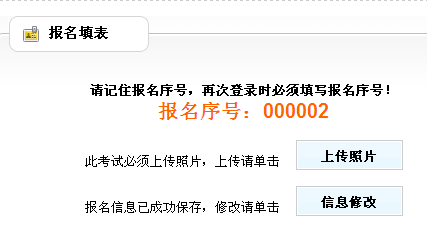 报名填表
请记住报名序号，再次登录时必须填写报名序号！
报名序号：000002
此考试必须上传照片，上传请单击 上传照片
报名信息已成功保存，修改请单击 信息修改